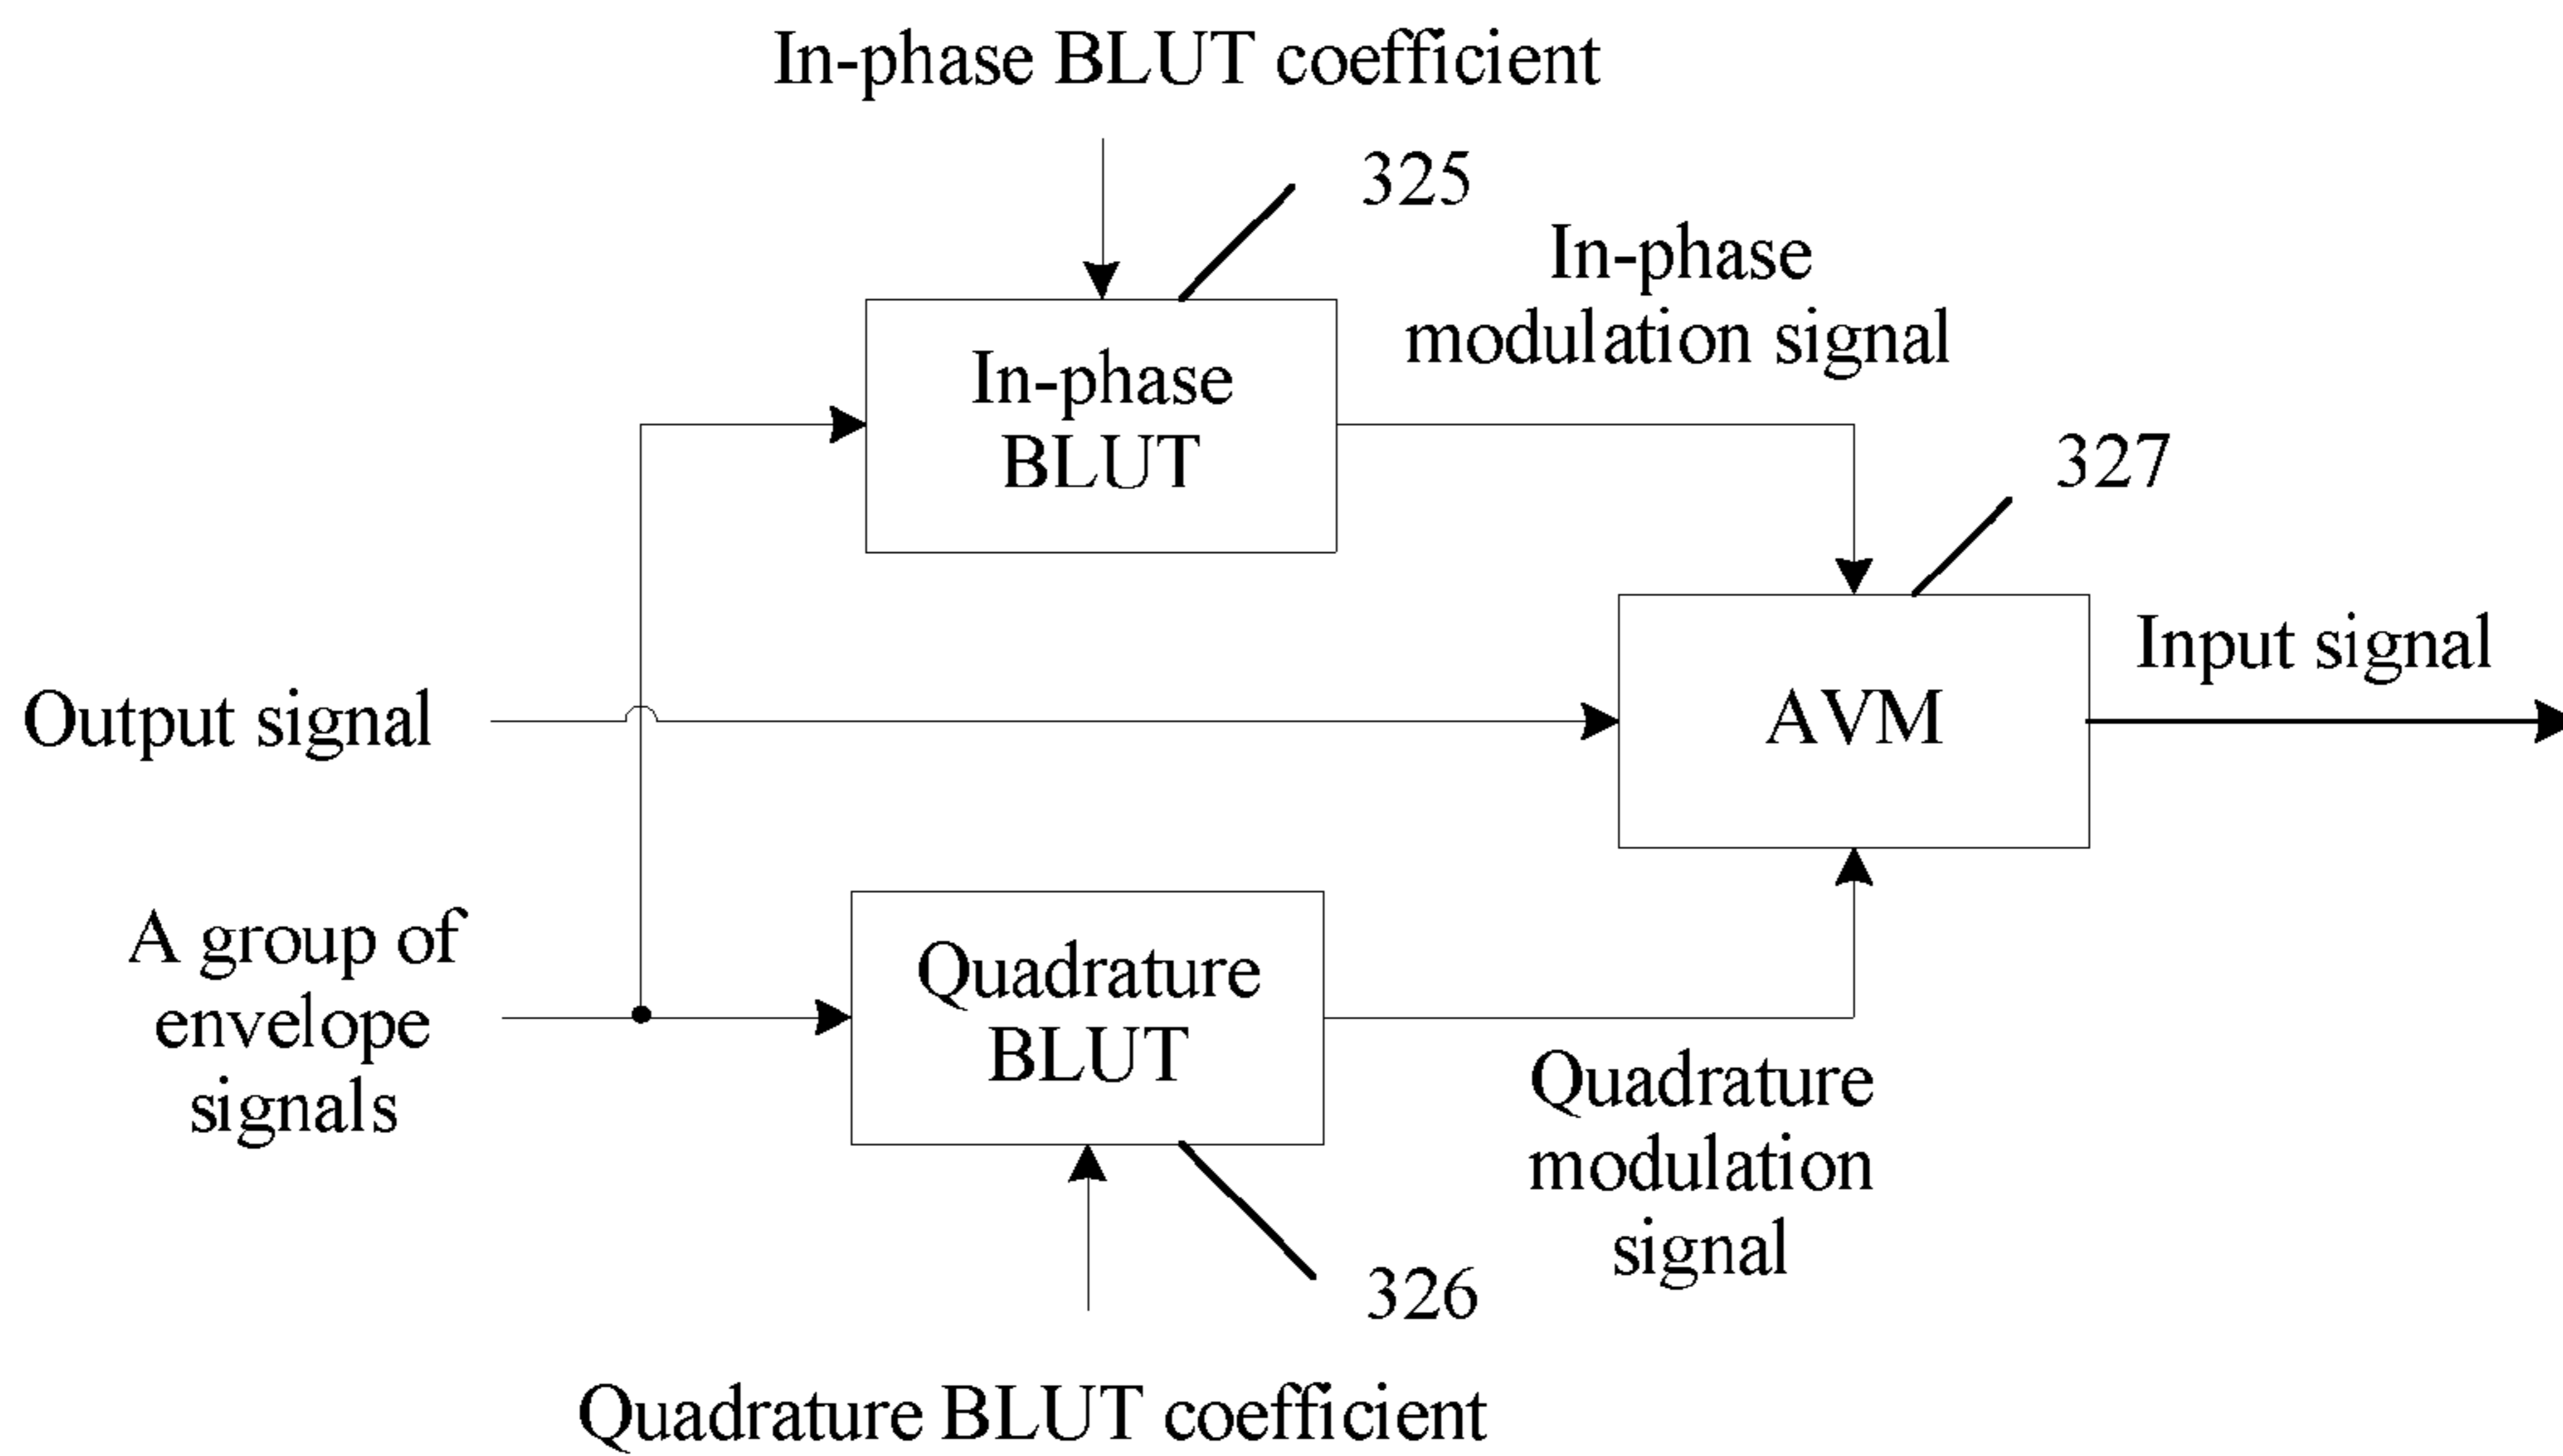 In-phase BLUT coefficient
325
In-phase
modulation signal
In-phase
BLUT
327
Input signal
Output signal
AVM
A group of
envelope
signals
Quadrature
BLUT
Quadrature
modulation
signal
326
Quadrature BLUT coefficient